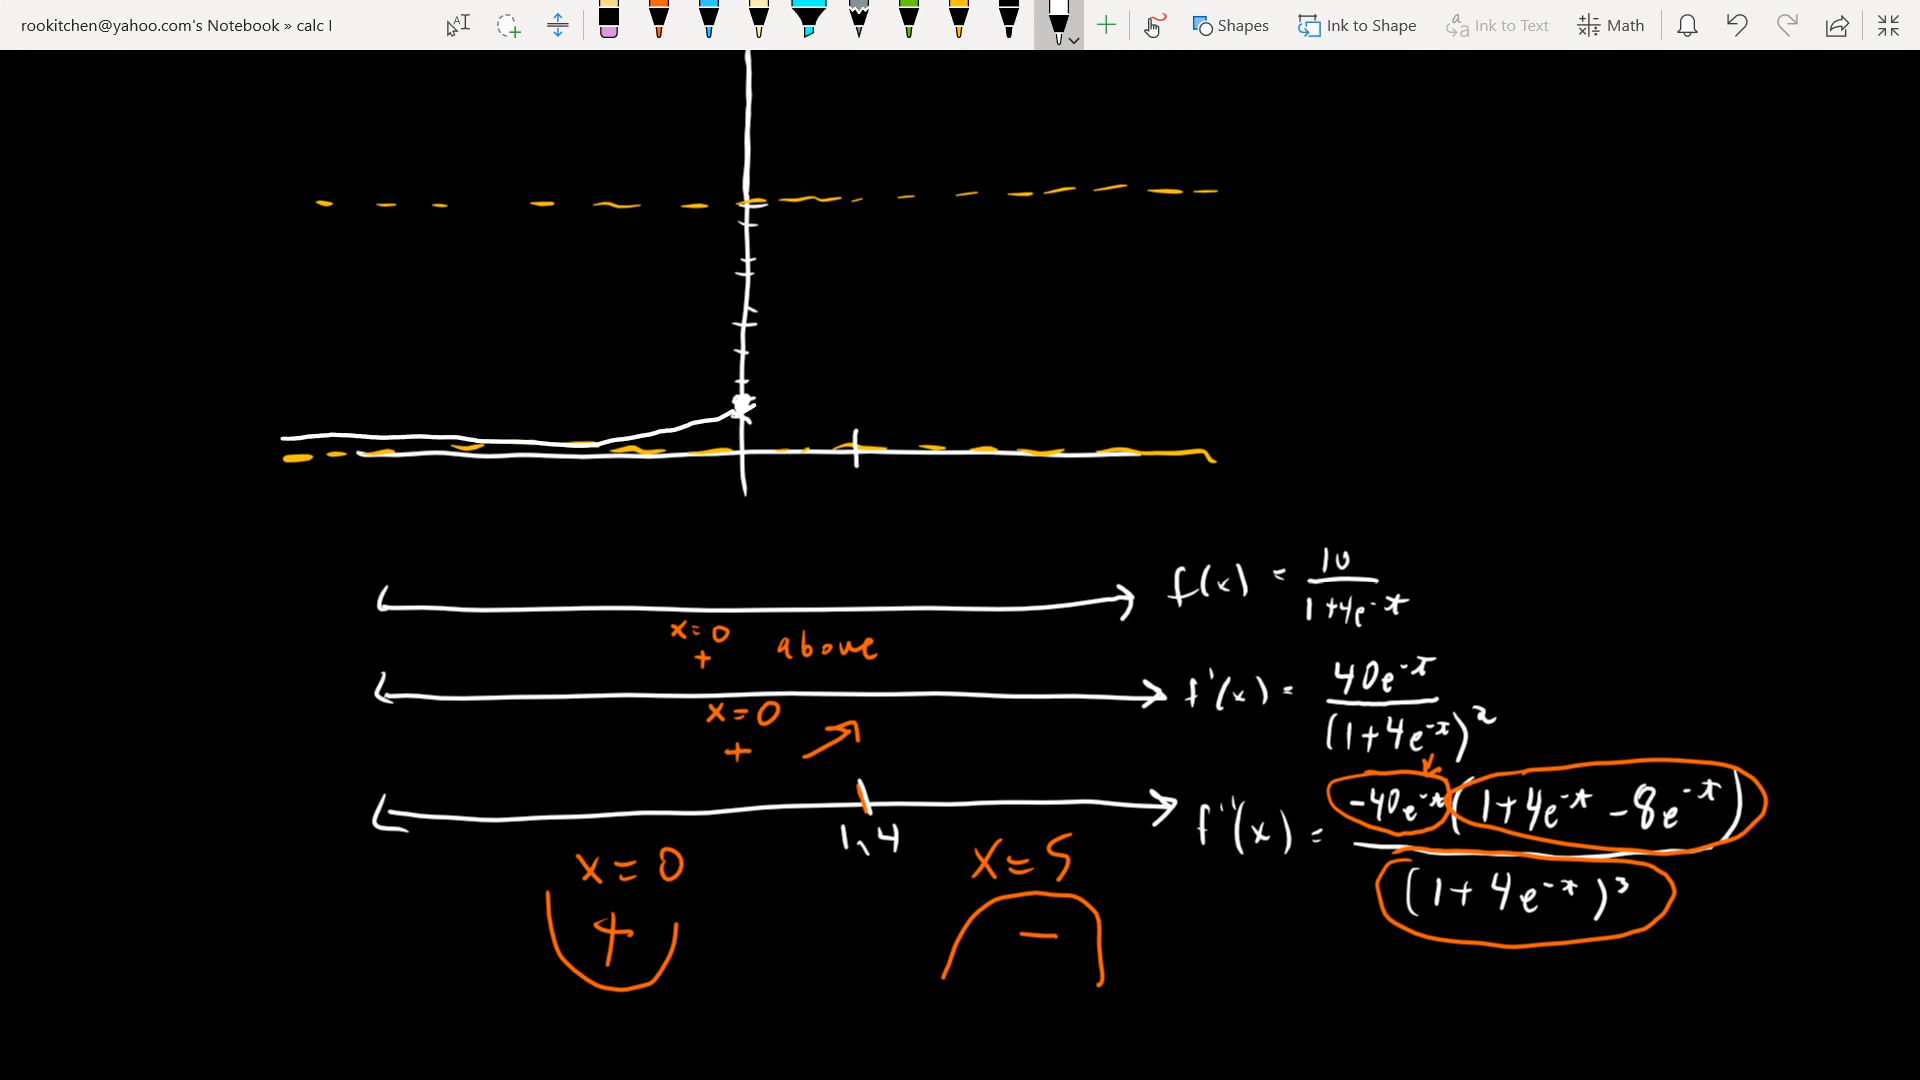 rookitchen@yahoo.com's Notebook » calc I
Shapes
Ink to Shape
Ink to Text
Math
f(x) = 10 / 1+4e^-x
x=0 above
+
f'(x) = 40e^-x / (1+4e^-x)^2
x=0
+
f''(x) = -40e^-x (1+4e^-x -8e^-x) / (1+4e^-x)^3
1,4
x=0
+
x=5
-